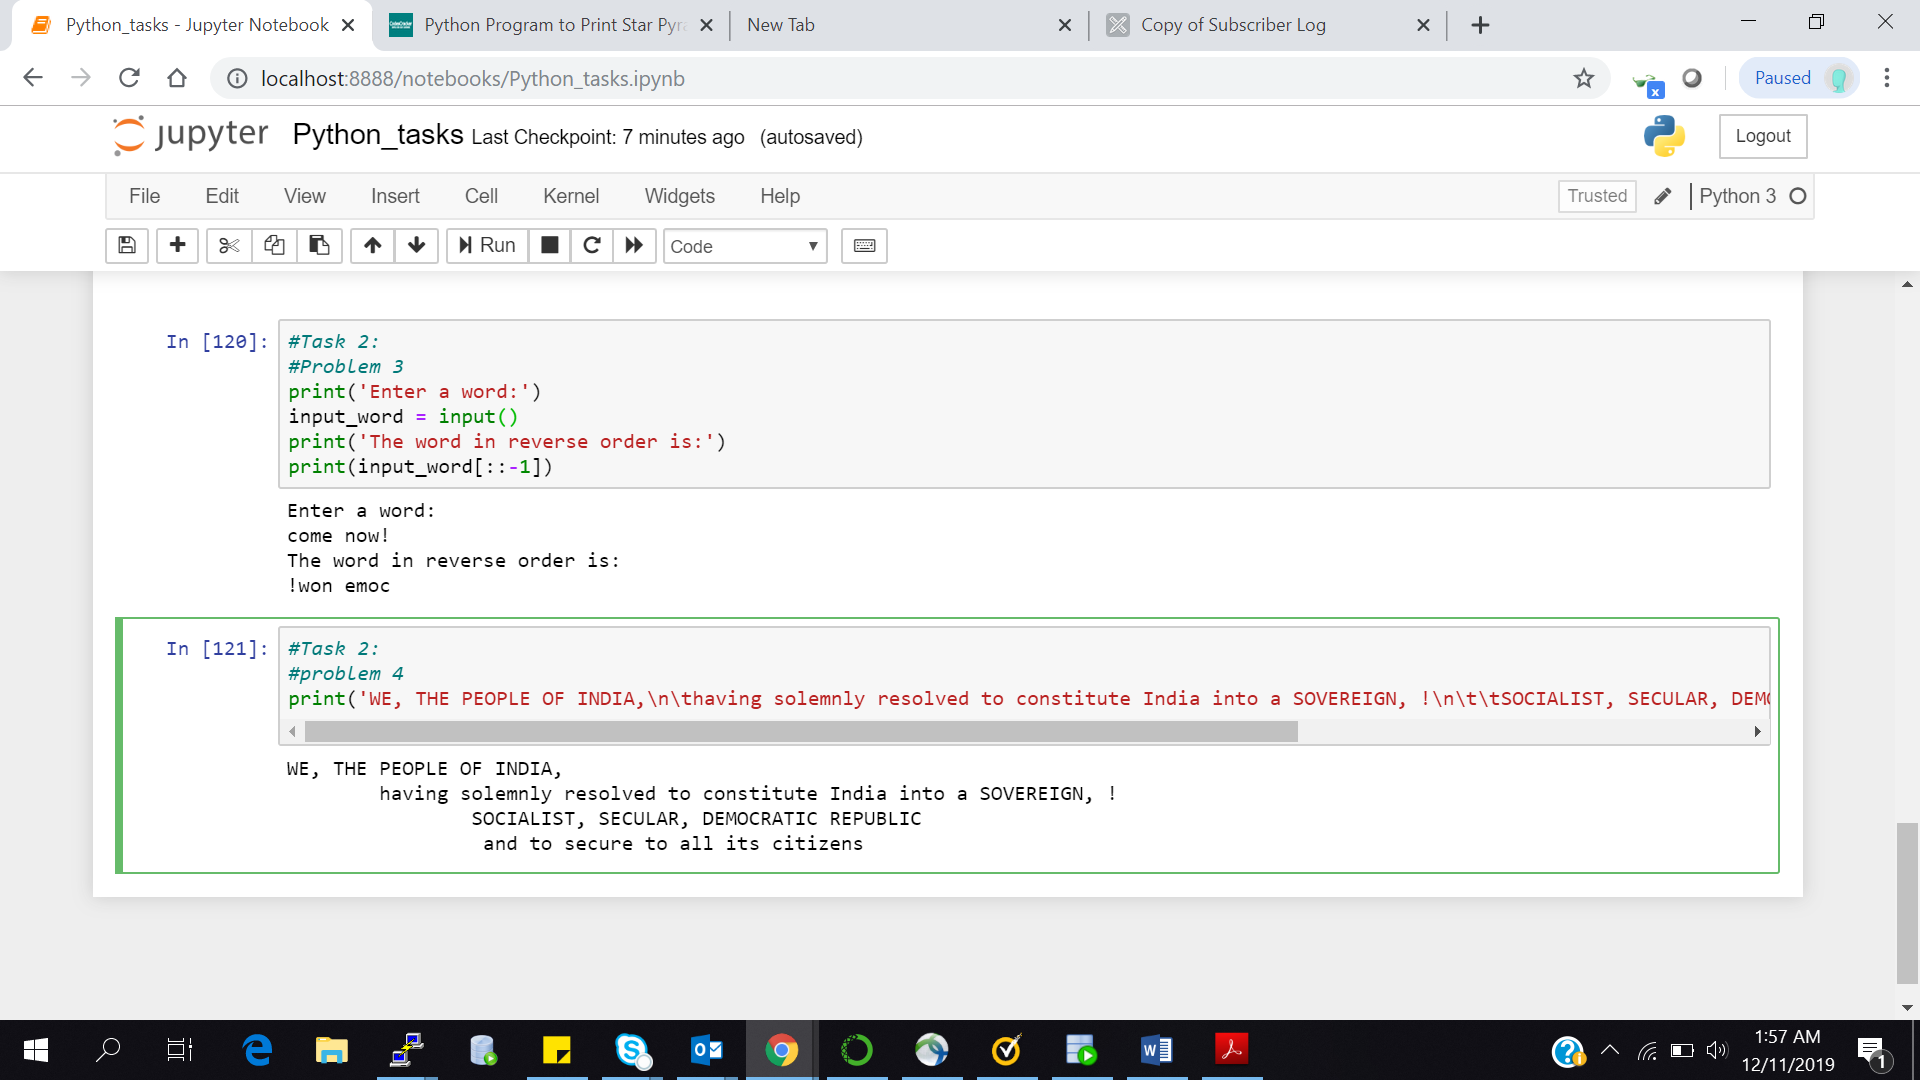 Python_tasks - Jupyter Notebook
Python Program to Print Star Pyra
New Tab
Copy of Subscriber Log
localhost:8888/notebooks/Python_tasks.ipynb
Paused
jupyter Python_tasks Last Checkpoint: 7 minutes ago (autosaved)
Logout
File Edit View Insert Cell Kernel Widgets Help
Trusted
Python 3
Run
Code
In [120]:
#Task 2:
#Problem 3
print('Enter a word:')
input_word = input()
print('The word in reverse order is:')
print(input_word[::-1])
Enter a word:
come now!
The word in reverse order is:
!won emoc
In [121]:
#Task 2:
#problem 4
print('WE, THE PEOPLE OF INDIA,\n\thaving solemnly resolved to constitute India into a SOVEREIGN, !\n\t\tSOCIALIST, SECULAR, DEMO
WE, THE PEOPLE OF INDIA,
having solemnly resolved to constitute India into a SOVEREIGN, !
SOCIALIST, SECULAR, DEMOCRATIC REPUBLIC
and to secure to all its citizens
1:57 AM
12/11/2019
1